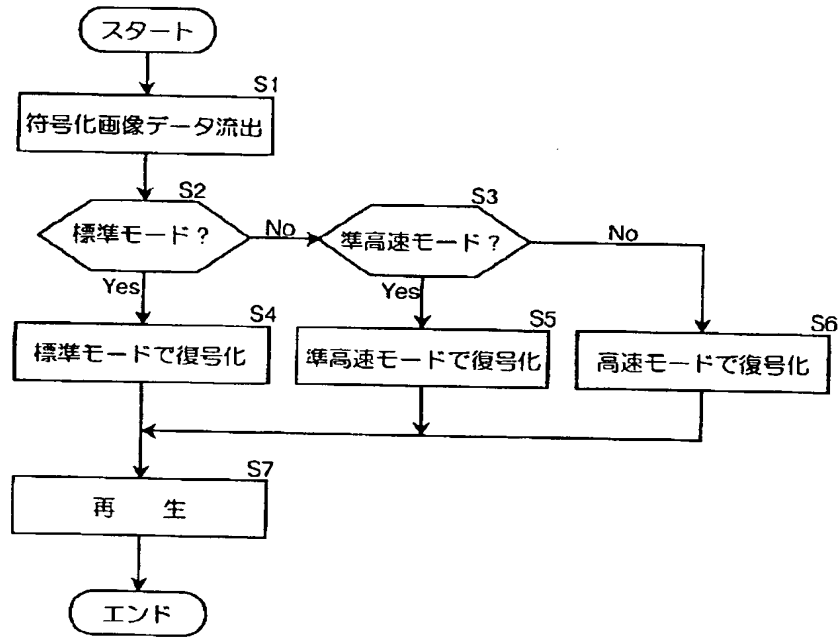 スタート
S1
符号化画像データ流出
S2
標準モード?
No
S3
準高速モード?
No
Yes
Yes
S4
標準モードで復号化
S5
準高速モードで復号化
S6
高速モードで復号化
S7
再 生
エンド